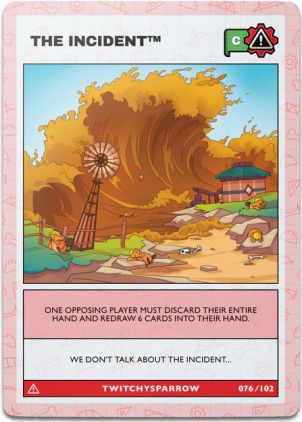 THE INCIDENT™
C
ONE OPPOSING PLAYER MUST DISCARD THEIR ENTIRE
HAND AND REDRAW 6 CARDS INTO THEIR HAND.
WE DON'T TALK ABOUT THE INCIDENT...
TWITCHYSPARROW
076/102